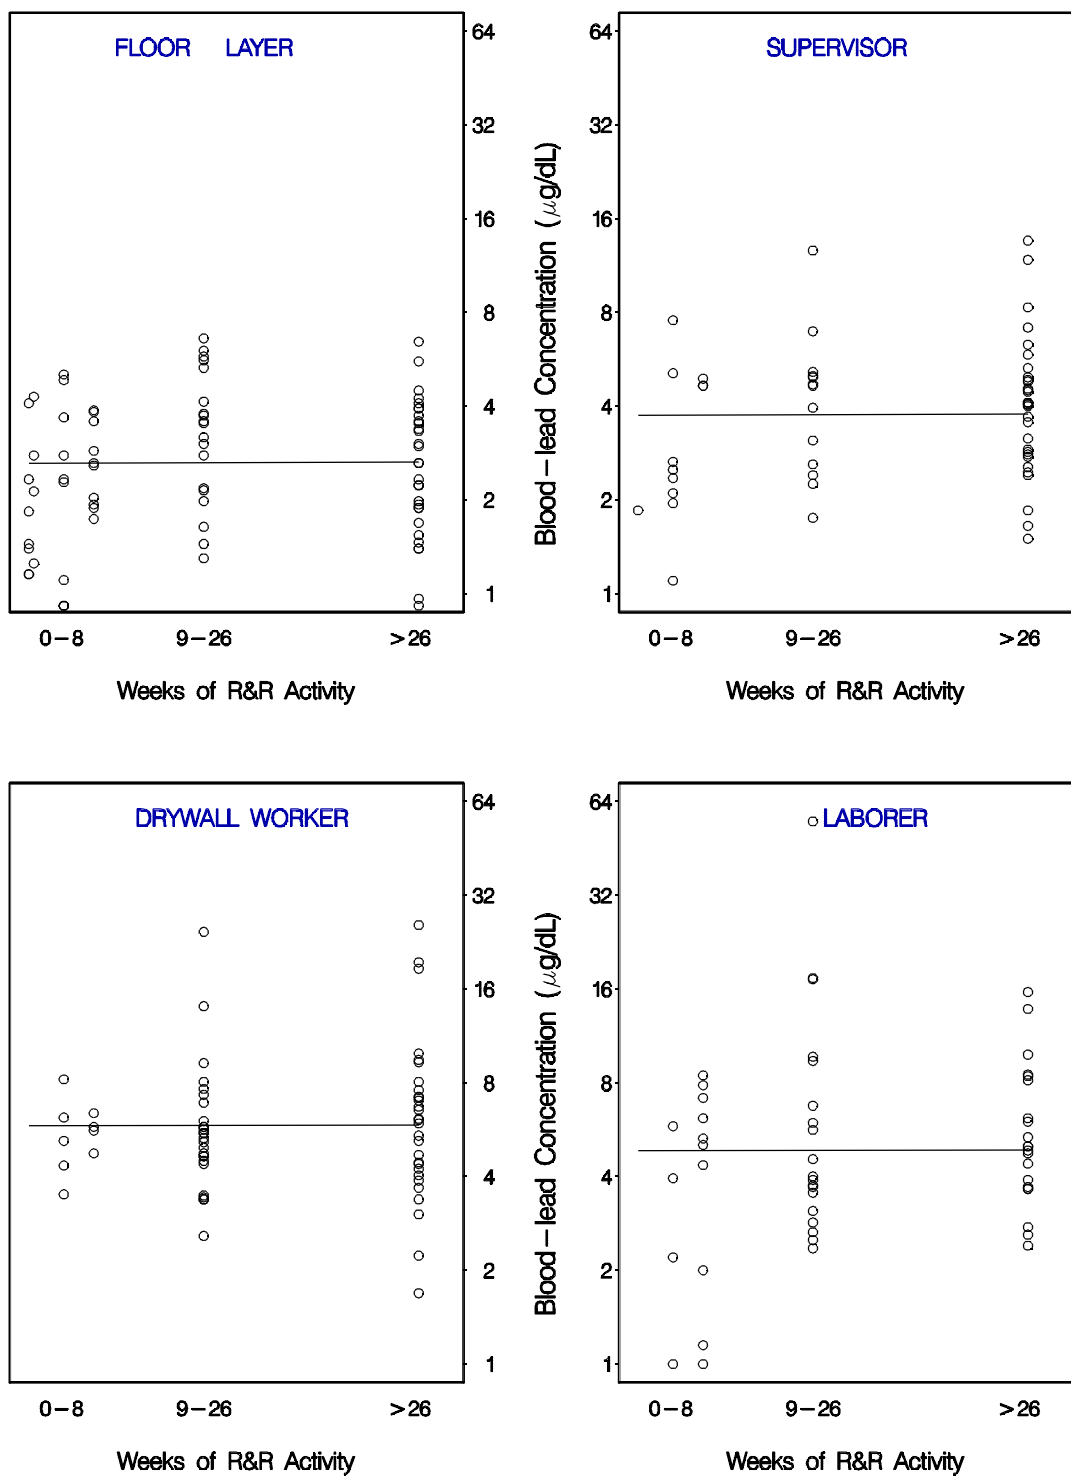 FLOOR LAYER
64
32
16
8
4
2
1
0-8 9-26 >26
Weeks of R&R Activity
SUPERVISOR
Blood-lead Concentration (μg/dL)
64
32
16
8
4
2
1
0-8 9-26 >26
Weeks of R&R Activity
DRYWALL WORKER
64
32
16
8
4
2
1
0-8 9-26 >26
Weeks of R&R Activity
LABORER
Blood-lead Concentration (μg/dL)
64
32
16
8
4
2
1
0-8 9-26 >26
Weeks of R&R Activity